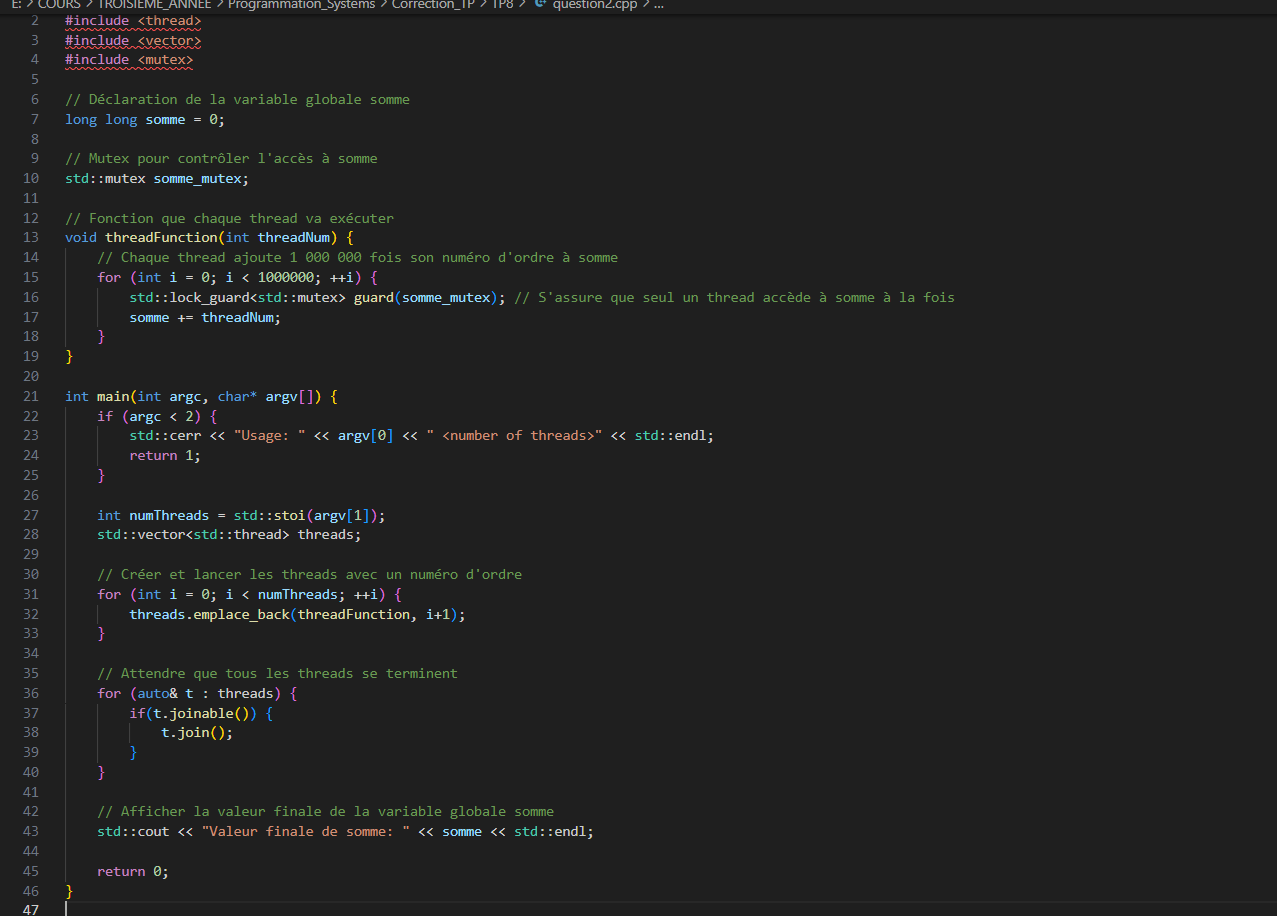 E: > COURS > TROISIEME_ANNEE > Programmation_Systems > Correction_TP > TP8 > question2.cpp > ...
2 #include <thread>
3 #include <vector>
4 #include <mutex>
5
6 // Déclaration de la variable globale somme
7 long long somme = 0;
8
9 // Mutex pour contrôler l'accès à somme
10 std::mutex somme_mutex;
11
12 // Fonction que chaque thread va exécuter
13 void threadFunction(int threadNum) {
14     // Chaque thread ajoute 1 000 000 fois son numéro d'ordre à somme
15     for (int i = 0; i < 1000000; ++i) {
16         std::lock_guard<std::mutex> guard(somme_mutex); // S'assure que seul un thread accède à somme à la fois
17         somme += threadNum;
18     }
19 }
20
21 int main(int argc, char* argv[]) {
22     if (argc < 2) {
23         std::cerr << "Usage: " << argv[0] << " <number of threads>" << std::endl;
24         return 1;
25     }
26
27     int numThreads = std::stoi(argv[1]);
28     std::vector<std::thread> threads;
29
30     // Créer et lancer les threads avec un numéro d'ordre
31     for (int i = 0; i < numThreads; ++i) {
32         threads.emplace_back(threadFunction, i+1);
33     }
34
35     // Attendre que tous les threads se terminent
36     for (auto& t : threads) {
37         if(t.joinable()) {
38             t.join();
39         }
40     }
41
42     // Afficher la valeur finale de la variable globale somme
43     std::cout << "Valeur finale de somme: " << somme << std::endl;
44
45     return 0;
46 }
47